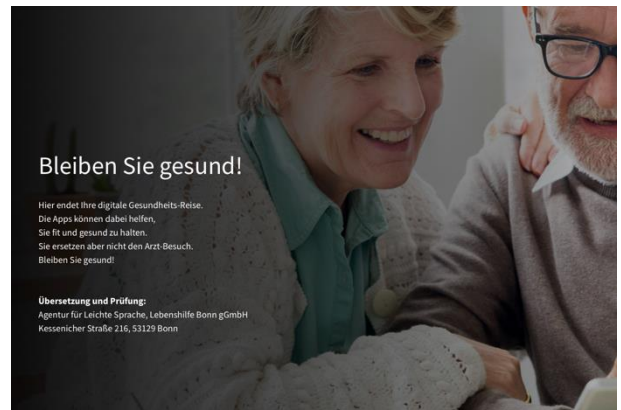 Bleiben Sie gesund!
Hier endet Ihre digitale Gesundheits-Reise.
Die Apps können dabei helfen,
Sie fit und gesund zu halten.
Sie ersetzen aber nicht den Arzt-Besuch.
Bleiben Sie gesund!
Übersetzung und Prüfung:
Agentur für Leichte Sprache, Lebenshilfe Bonn gGmbH
Kessenicher Straße 216, 53129 Bonn